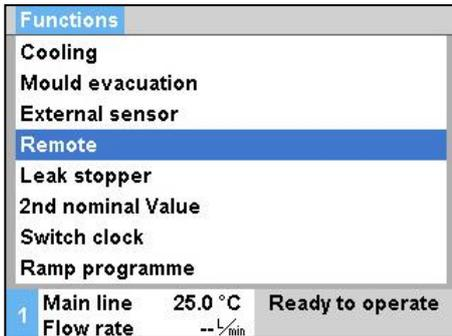 Functions
Cooling
Mould evacuation
External sensor
Remote
Leak stopper
2nd nominal Value
Switch clock
Ramp programme
1 Main line 25.0 °C Ready to operate
Flow rate -- L/min